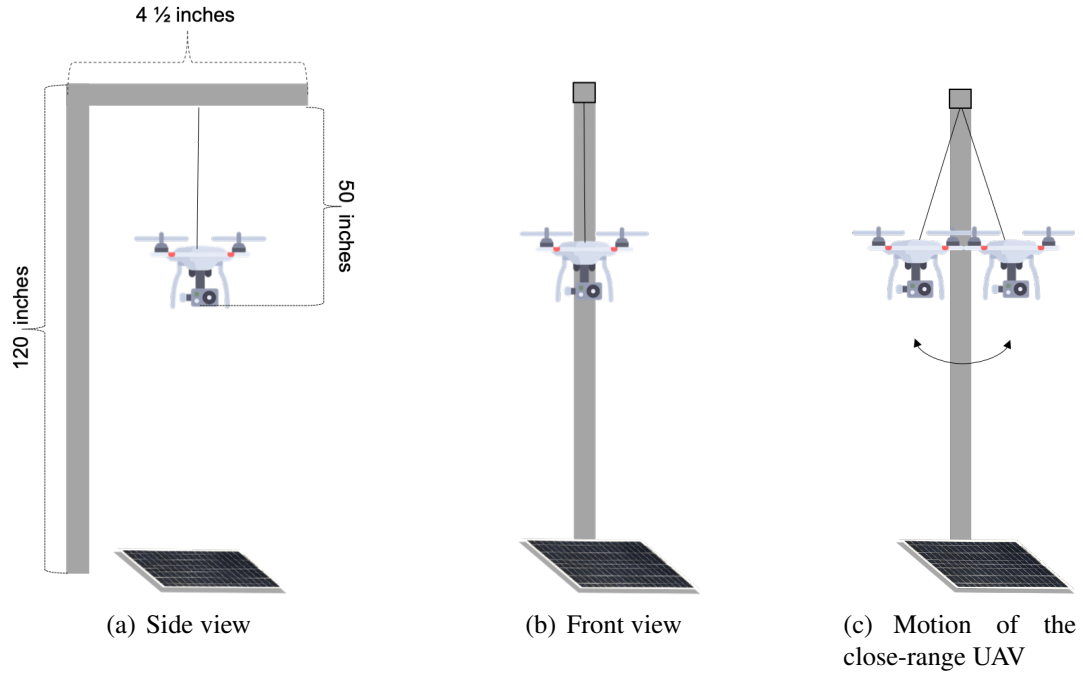 4 ½ inches
120 inches
50 inches
(a) Side view
(b) Front view
(c) Motion of the
close-range UAV